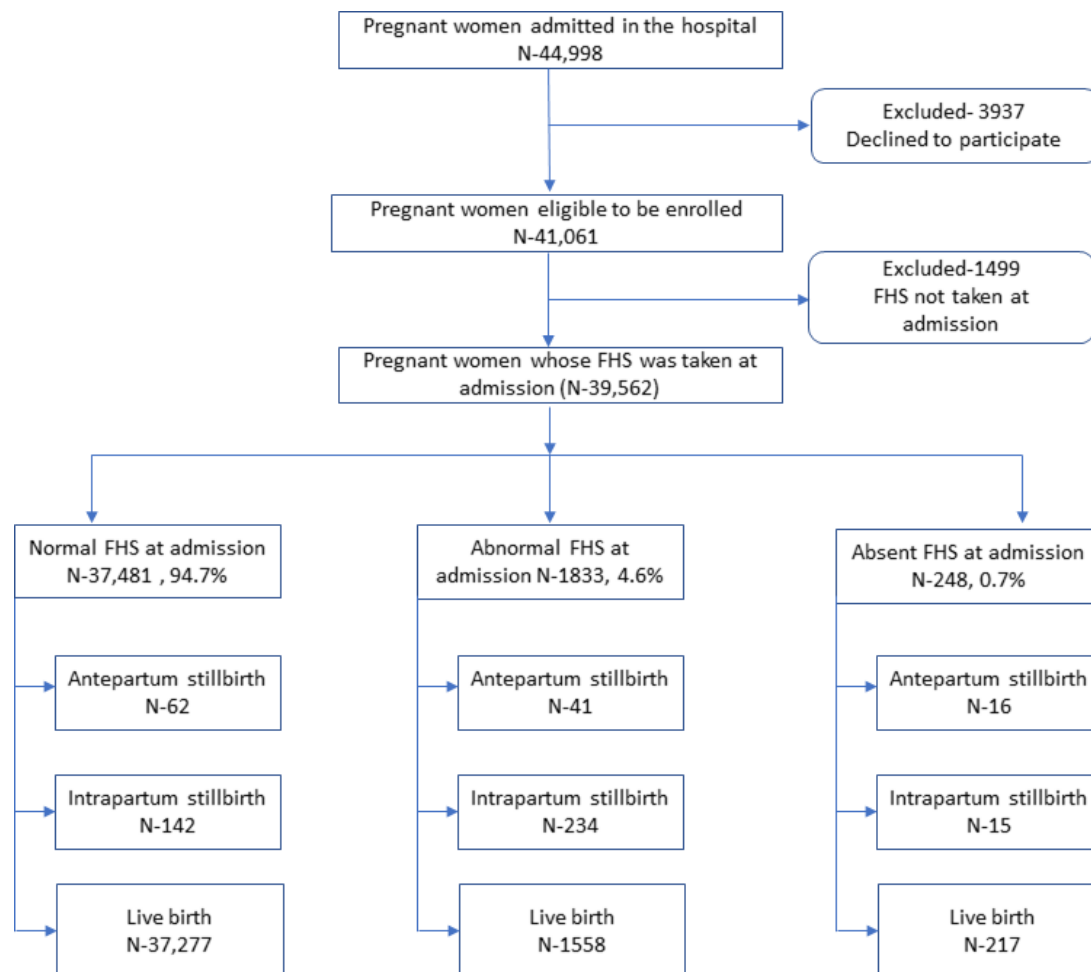 Pregnant women admitted in the hospital
N-44,998
Excluded- 3937
Declined to participate
Pregnant women eligible to be enrolled
N-41,061
Excluded-1499
FHS not taken at
admission
Pregnant women whose FHS was taken at
admission (N-39,562)
Normal FHS at admission
N-37,481 , 94.7%
Abnormal FHS at
admission N-1833, 4.6%
Absent FHS at admission
N-248, 0.7%
Antepartum stillbirth
N-62
Antepartum stillbirth
N-41
Antepartum stillbirth
N-16
Intrapartum stillbirth
N-142
Intrapartum stillbirth
N-234
Intrapartum stillbirth
N-15
Live birth
N-37,277
Live birth
N-1558
Live birth
N-217